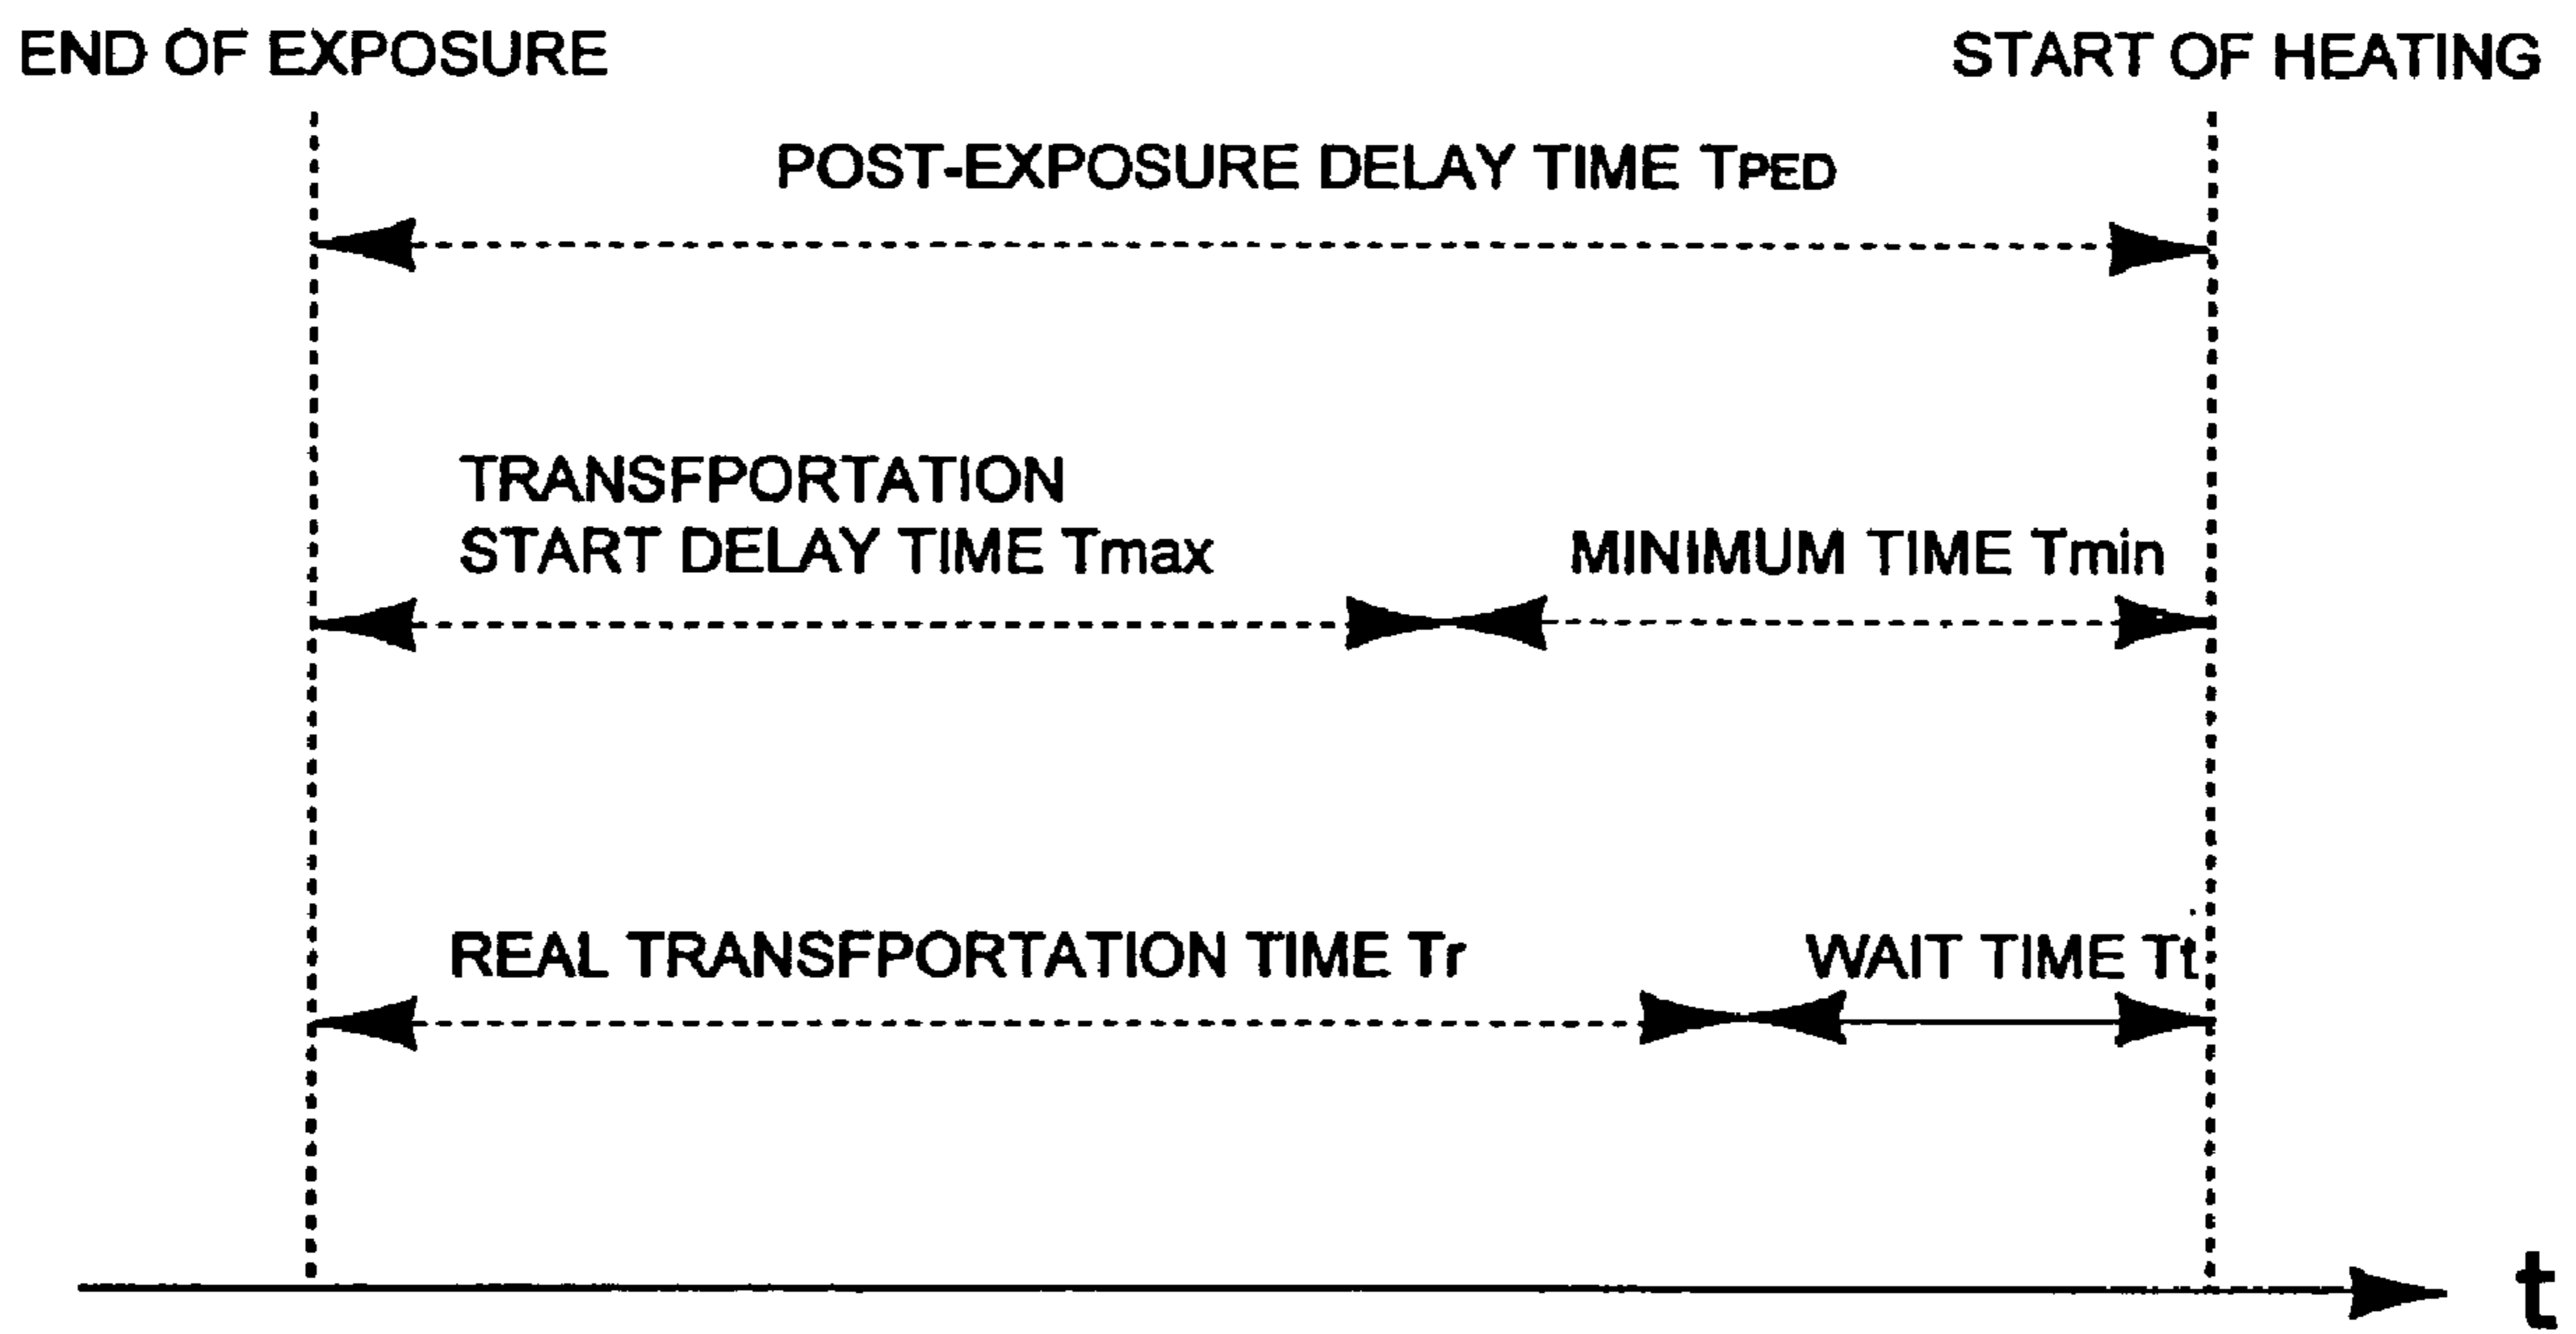 END OF EXPOSURE
START OF HEATING
POST-EXPOSURE DELAY TIME TPED
TRANSFPORTATION
START DELAY TIME Tmax
MINIMUM TIME Tmin
REAL TRANSFPORTATION TIME Tr
WAIT TIME Tt
t